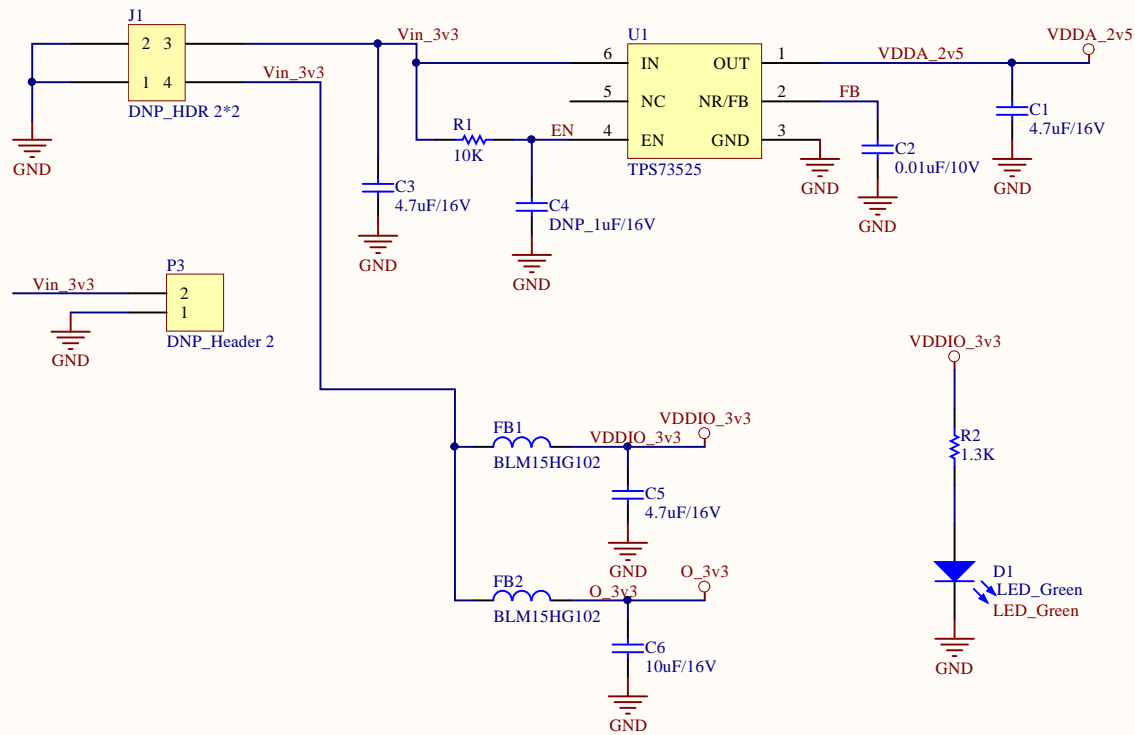 J1
2 3
1 4
DNP_HDR 2*2
GND
Vin_3v3
Vin_3v3
C3
4.7uF/16V
GND
R1
10K
EN
C4
DNP_1uF/16V
GND
U1
6 IN OUT 1
5 NC NR/FB 2
4 EN GND 3
TPS73525
VDDA_2v5
VDDA_2v5
FB
GND
C2
0.01uF/10V
GND
C1
4.7uF/16V
GND
P3
Vin_3v3
2
1
DNP_Header 2
GND
FB1
BLM15HG102
VDDIO_3v3
VDDIO_3v3
C5
4.7uF/16V
GND
FB2
BLM15HG102
O_3v3
O_3v3
C6
10uF/16V
GND
VDDIO_3v3
R2
1.3K
D1
LED_Green
LED_Green
GND